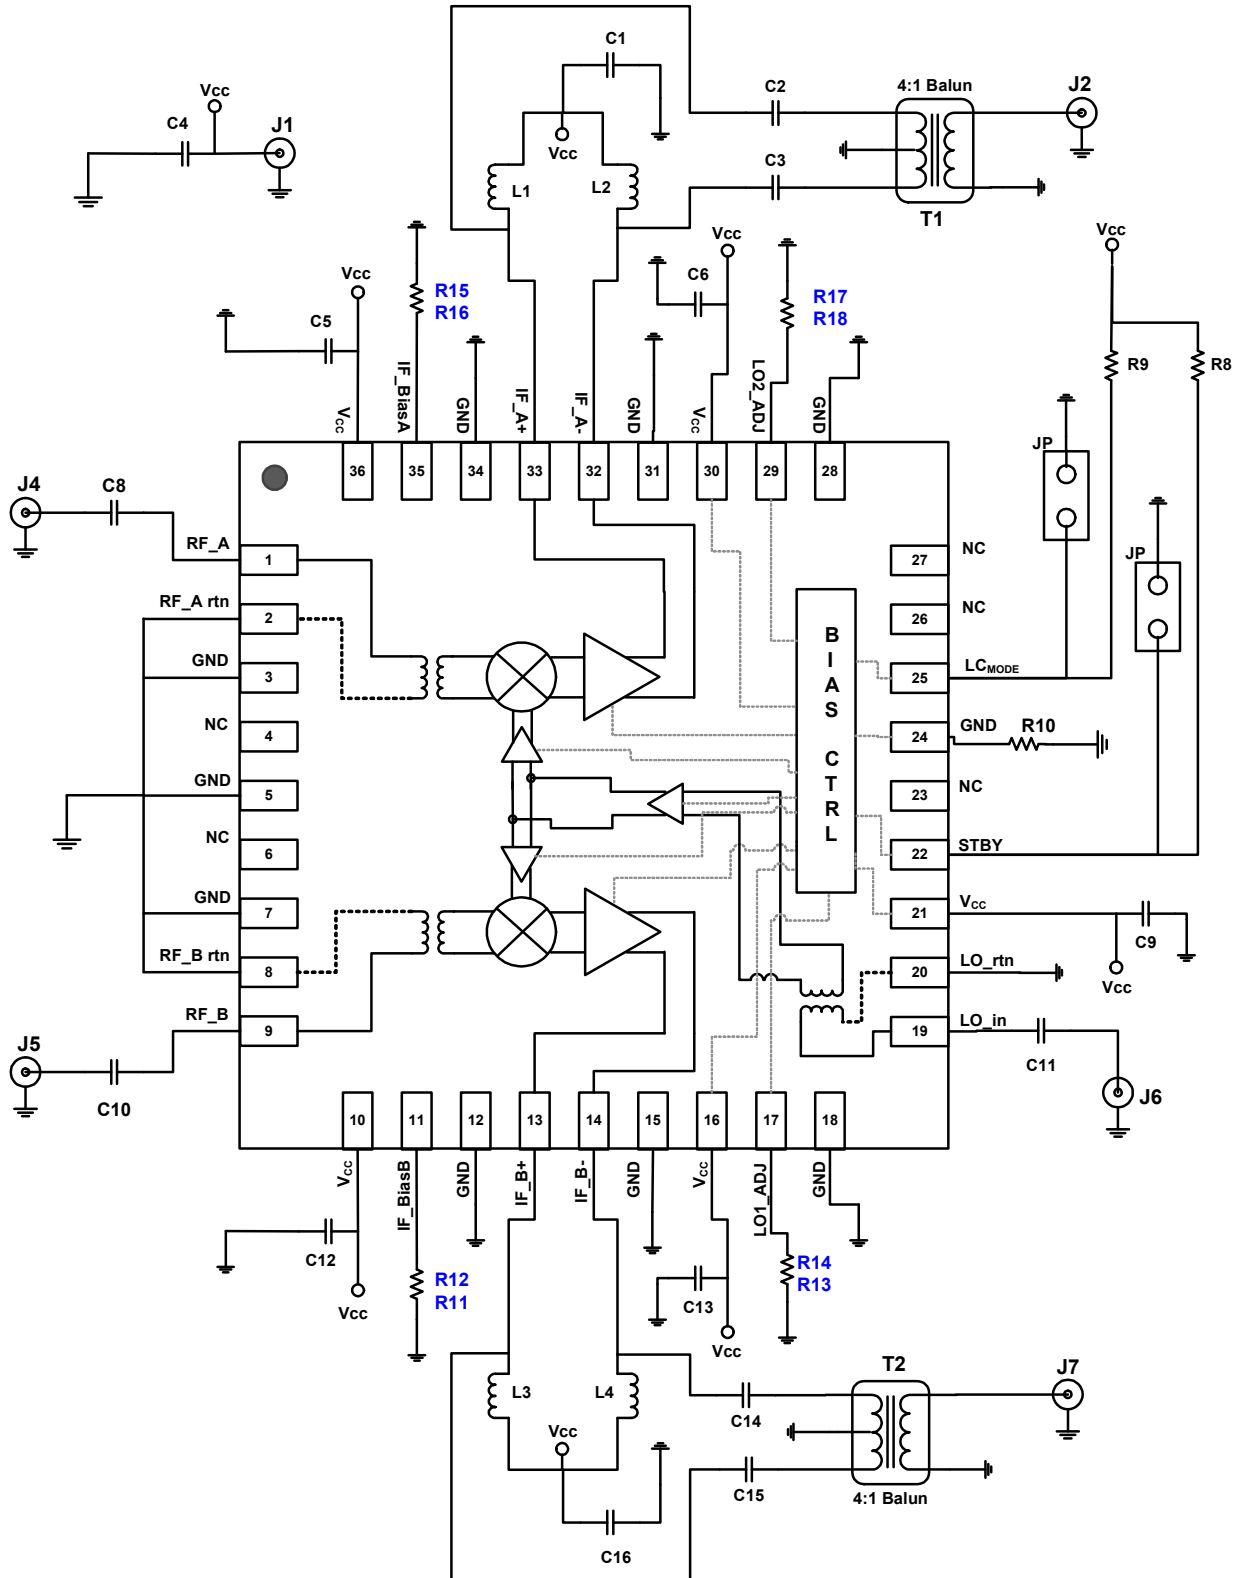 C1
C2
4:1 Balun
J2
Vcc
C4
J1
Vcc
C3
L1
L2
T1
Vcc
Vcc
Vcc
C6
R15
R16
R17
R18
C5
R9
R8
VCC
IF_BiasA
GND
IF_A+
IF_A-
GND
VCC
LO2_ADJ
GND
JP
36
35
34
33
32
31
30
29
28
J4
C8
JP
RF_A
1
27
NC
RF_A rtn
2
26
NC
GND
3
BIAS CTRL
25
LCMODE
NC
4
24
GND
R10
GND
5
23
NC
NC
6
22
STBY
GND
7
21
VCC
C9
RF_B rtn
8
20
LO_rtn
Vcc
RF_B
9
19
LO_in
J5
C10
C11
J6
10
11
12
13
14
15
16
17
18
VCC
IF_BiasB
GND
IF_B+
IF_B-
GND
VCC
LO1_ADJ
GND
C12
R12
R11
R14
R13
C13
Vcc
Vcc
T2
J7
L3
L4
C14
Vcc
C15
4:1 Balun
C16